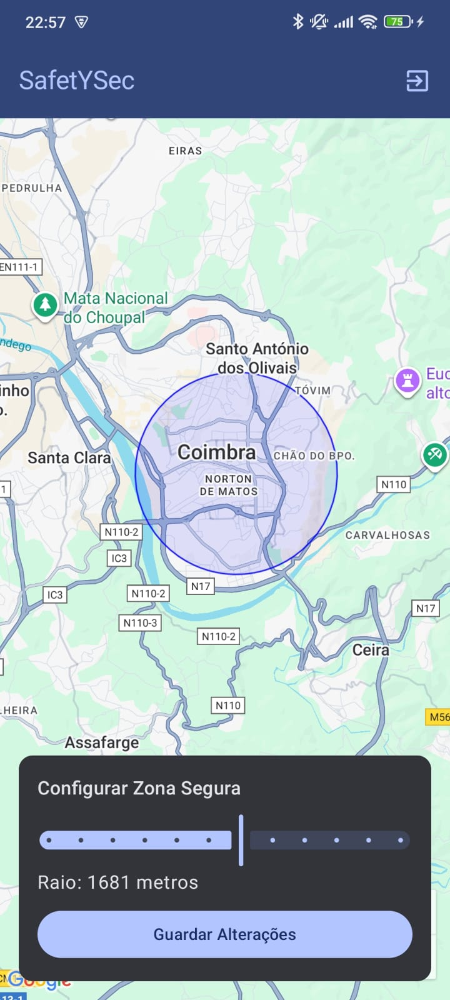 22:57
75
SafetYSec
EIRAS
PEDRULHA
EN111-1
Mata Nacional
do Choupal
ndego
Santo António
dos Olivais
TÓVIM
Euc
alto
inho
o.
Santa Clara
Coimbra
CHÃO DO BPO.
NORTON
DE MATOS
N110
1
N110-2
CARVALHOSAS
IC3
N17
IC3
N110-2
N17
N110-3
N110-2
Ceira
N110
LHEIRA
M56
Assafarge
Configurar Zona Segura
Raio: 1681 metros
Guardar Alterações
Google
13-1